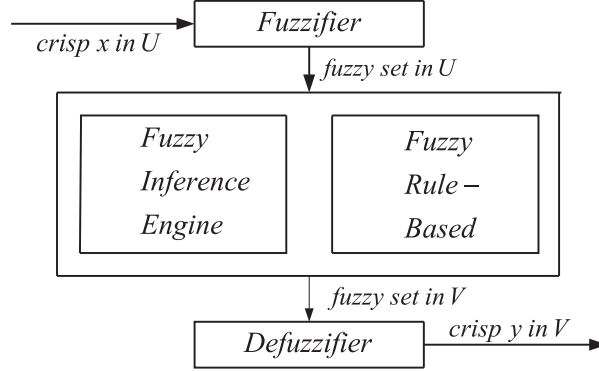 Fuzzifier
crisp x in U
fuzzy set in U
Fuzzy
Inference
Engine
Fuzzy
Rule –
Based
fuzzy set in V
Defuzzifier
crisp y in V